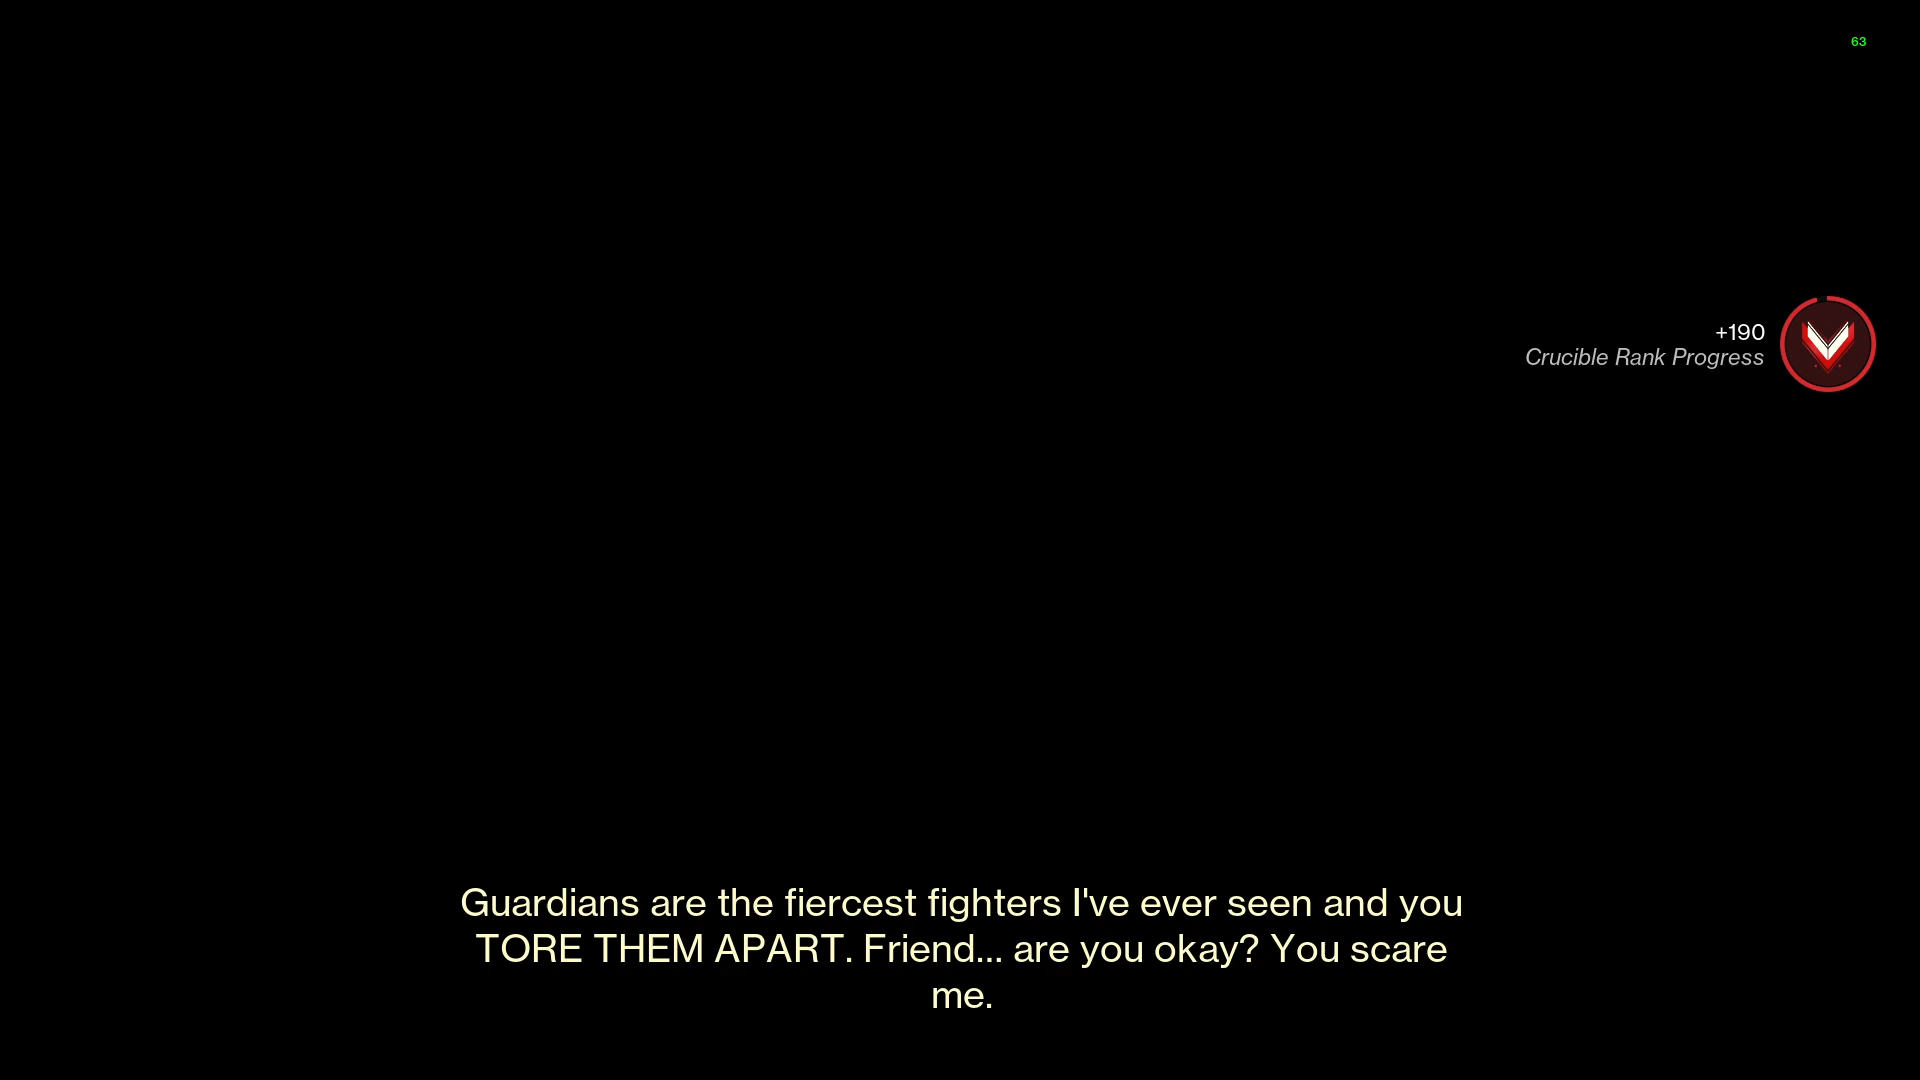 63
+190
Crucible Rank Progress
Guardians are the fiercest fighters I've ever seen and you
TORE THEM APART. Friend... are you okay? You scare
me.